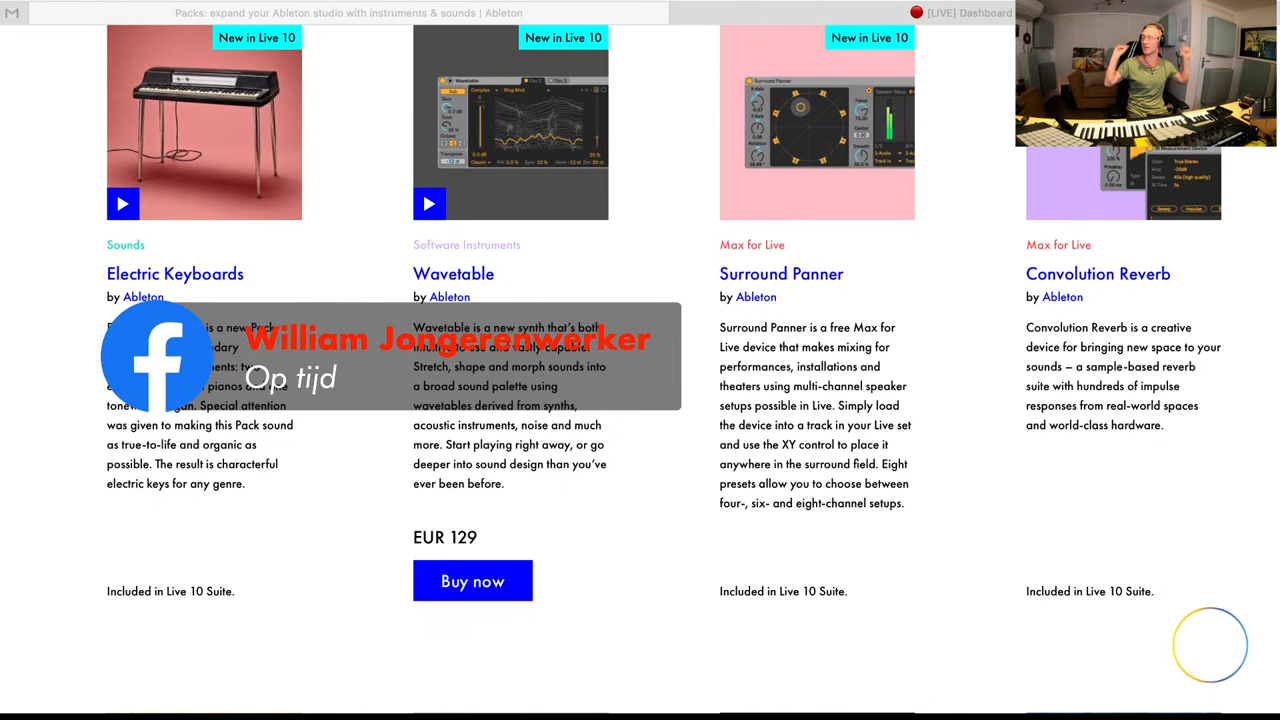 Packs: expand your Ableton studio with instruments & sounds | Ableton
[LIVE] Dashboard
New in Live 10
New in Live 10
New in Live 10
Sounds
Electric Keyboards
by Ableton
was given to making this Pack sound
as true-to-life and organic as
possible. The result is characterful
electric keys for any genre.
Included in Live 10 Suite.
Software Instruments
Wavetable
by Ableton
Wavetable is a new synth that's both
intuitive to use and vastly capable.
Stretch, shape and morph sounds into
a broad sound palette using
wavetables derived from synths,
acoustic instruments, noise and much
more. Start playing right away, or go
deeper into sound design than you've
ever been before.
EUR 129
Buy now
William Jongerenwerker
Op tijd
Max for Live
Surround Panner
by Ableton
Surround Panner is a free Max for
Live device that makes mixing for
performances, installations and
theaters using multi-channel speaker
setups possible in Live. Simply load
the device into a track in your Live set
and use the XY control to place it
anywhere in the surround field. Eight
presets allow you to choose between
four-, six- and eight-channel setups.
Included in Live 10 Suite.
Max for Live
Convolution Reverb
by Ableton
Convolution Reverb is a creative
device for bringing new space to your
sounds – a sample-based reverb
suite with hundreds of impulse
responses from real-world spaces
and world-class hardware.
Included in Live 10 Suite.